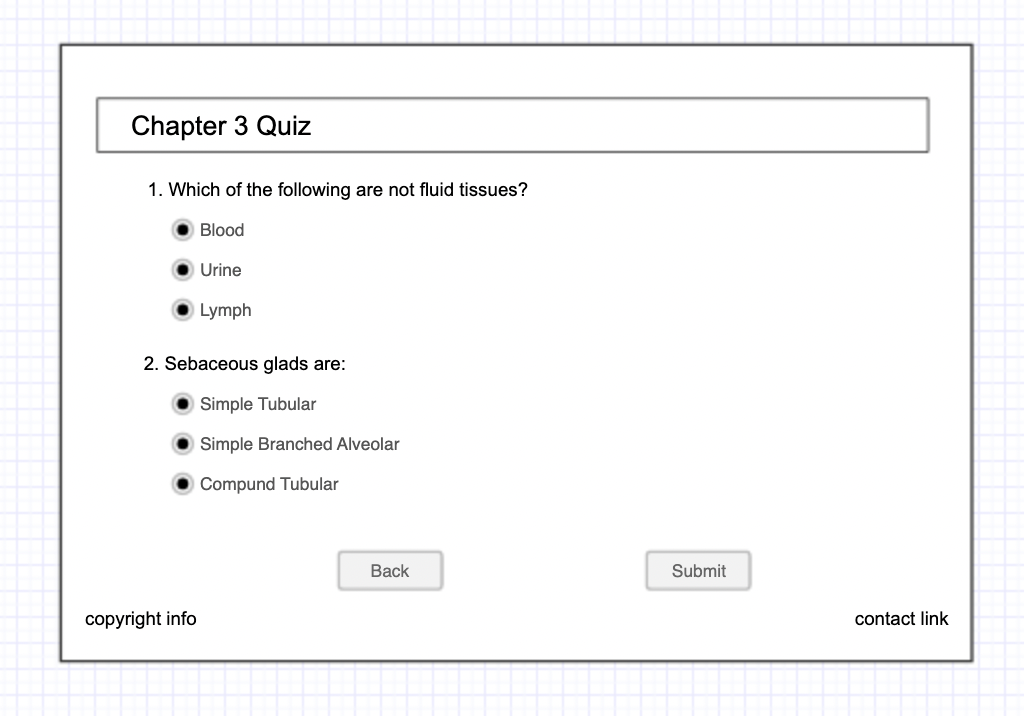 Chapter 3 Quiz
1. Which of the following are not fluid tissues?
Blood
Urine
Lymph
2. Sebaceous glads are:
Simple Tubular
Simple Branched Alveolar
Compund Tubular
Back Submit
copyright info contact link